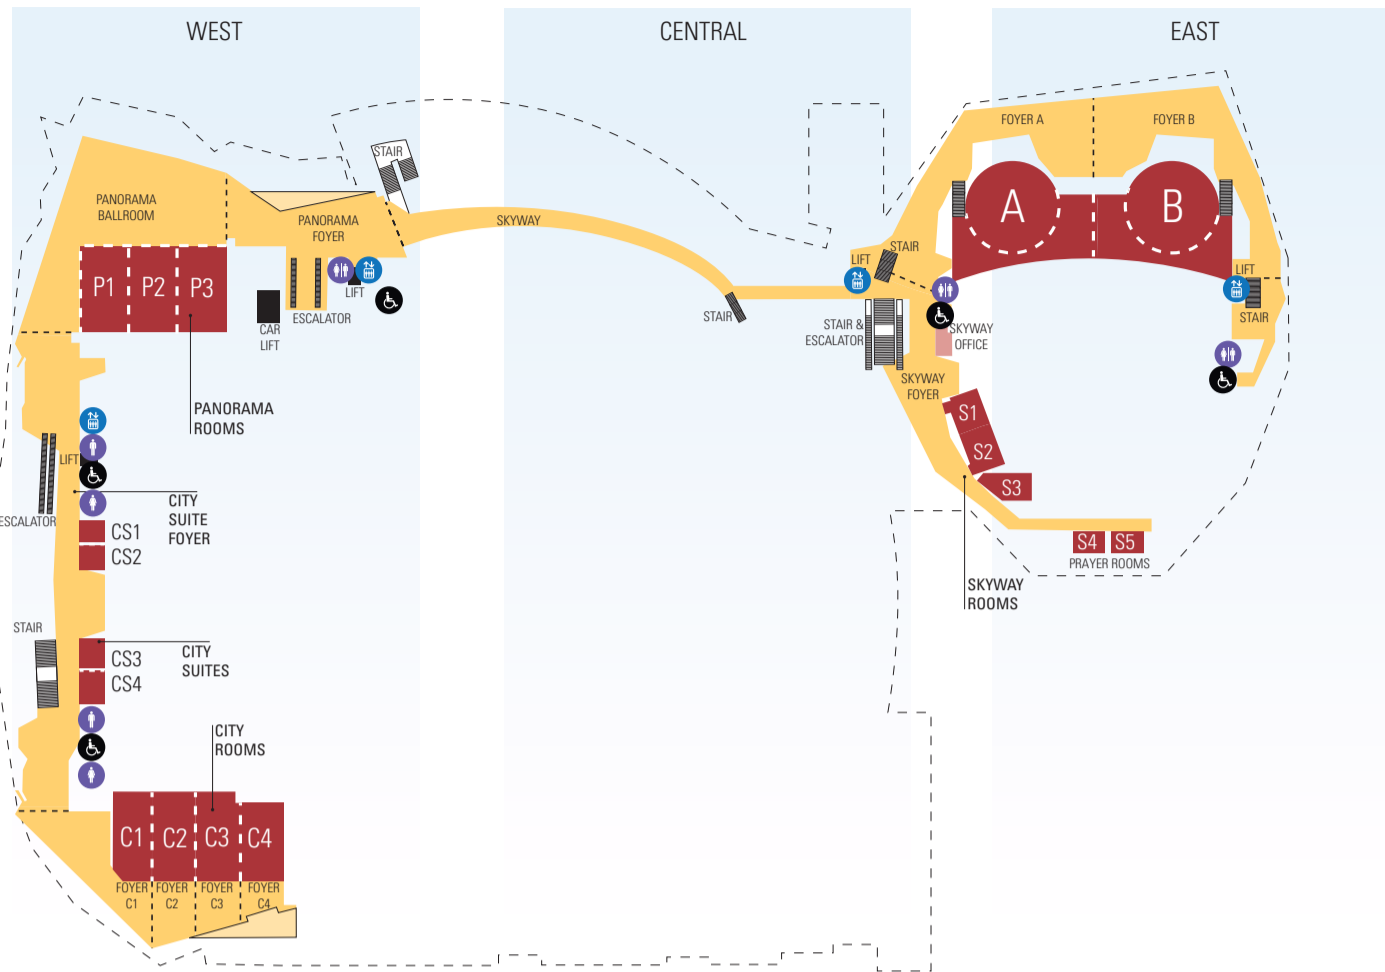 WEST
CENTRAL
EAST
FOYER A
FOYER B
STAIR
PANORAMA
BALLROOM
PANORAMA
FOYER
SKYWAY
A
B
STAIR
LIFT
LIFT
STAIR
P1
P2
P3
LIFT
ESCALATOR
CAR
LIFT
STAIR
STAIR &
ESCALATOR
SKYWAY
OFFICE
SKYWAY
FOYER
PANORAMA
ROOMS
S1
S2
S3
LIFT
ESCALATOR
CITY
SUITE
FOYER
CS1
CS2
S4
S5
PRAYER ROOMS
SKYWAY
ROOMS
STAIR
CS3
CS4
CITY
SUITES
CITY
ROOMS
C1
C2
C3
C4
FOYER
C1
FOYER
C2
FOYER
C3
FOYER
C4